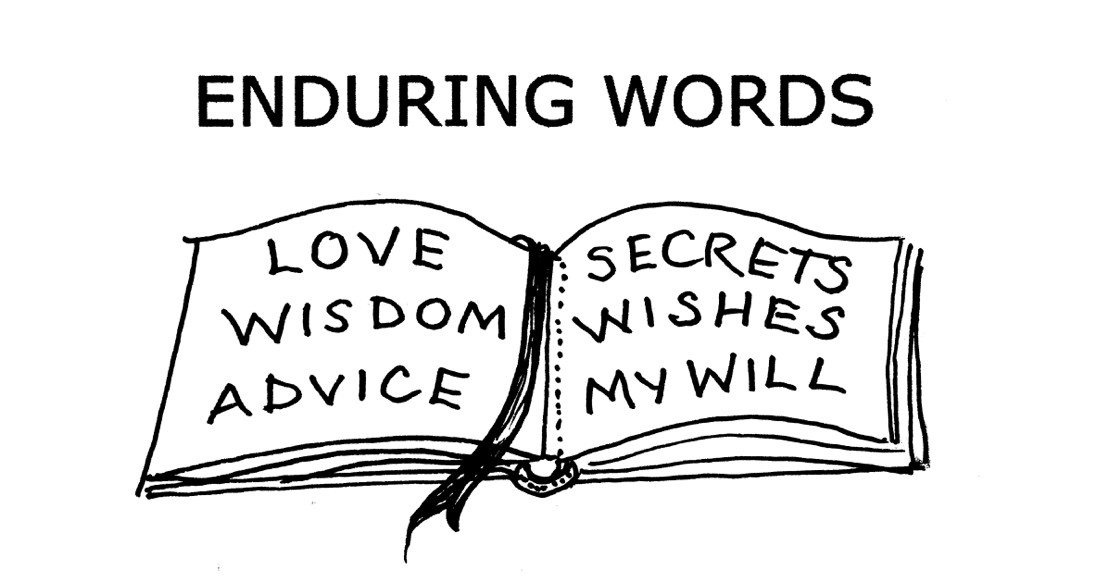 ENDURING WORDS
LOVE
WISDOM
ADVICE
SECRETS
WISHES
MY WILL